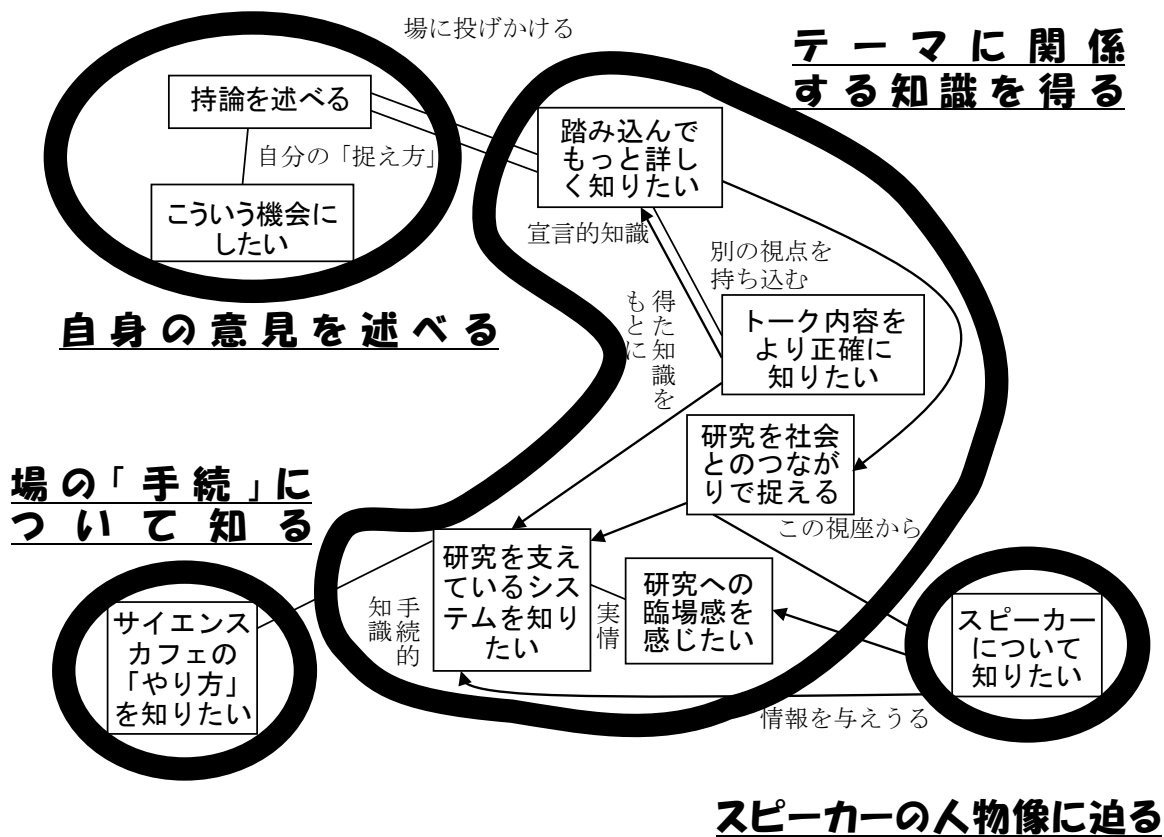 場に投げかける
テーマに関係
する知識を得る
持論を述べる
自分の「捉え方」
こういう機会に
したい
自身の意見を述べる
踏み込んで
もっと詳し
く知りたい
宣言的知識
別の視点を
持ち込む
得た知識を
もとに
トーク内容を
より正確に
知りたい
研究を社会
とのつなが
りで捉える
この視座から
場の「手続」に
ついて知る
サイエンス
カフェの
「やり方」
を知りたい
手続的
知識
研究を支え
ているシス
テムを知り
たい
実情
研究への
臨場感を
感じたい
スピーカー
について
知りたい
情報を与えうる
スピーカーの人物像に迫る